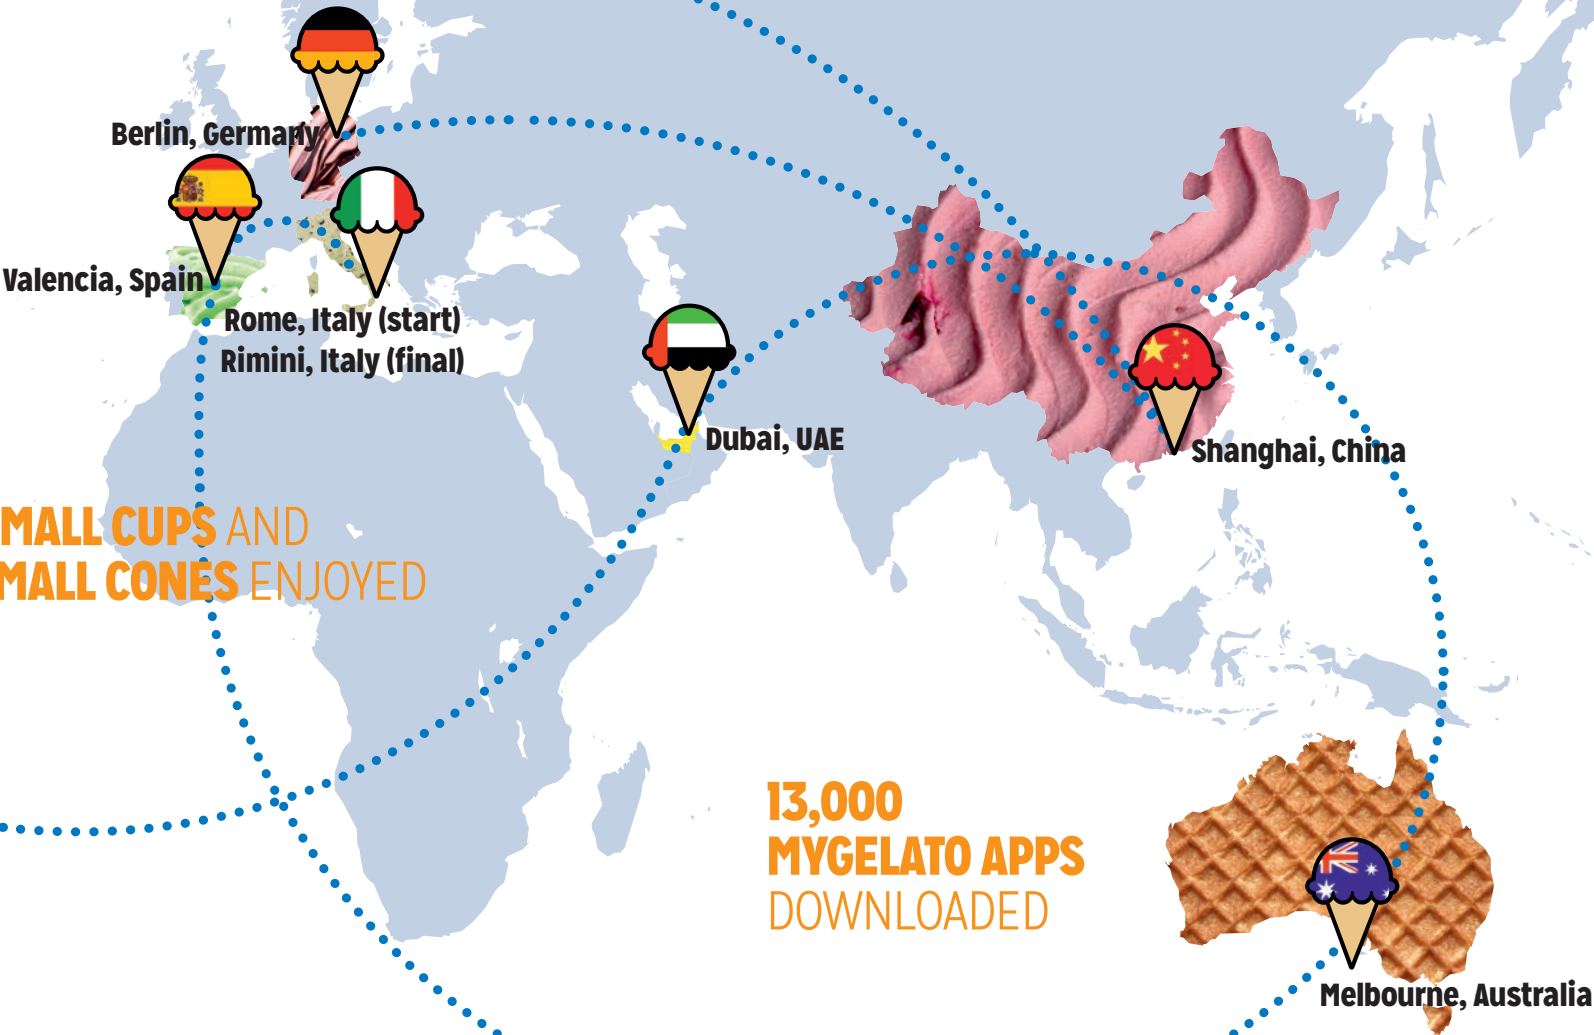 Berlin, Germany
Valencia, Spain
Rome, Italy (start)
Rimini, Italy (final)
Dubai, UAE
Shanghai, China
MALL CUPS AND
MALL CONES ENJOYED
13,000
MYGELATO APPS
DOWNLOADED
Melbourne, Australia